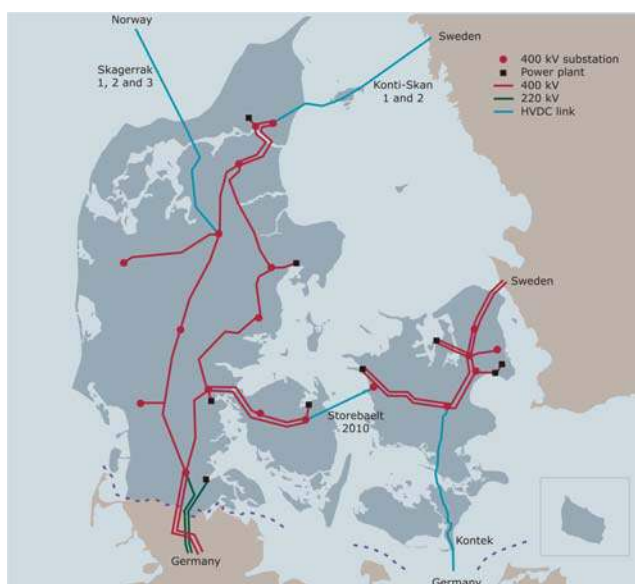 Norway
Sweden
Skagerrak
1, 2 and 3
Konti-Skan
1 and 2
400 kV substation
Power plant
400 kV
220 kV
HVDC link
Sweden
Storebaelt
2010
Kontek
Germany
Germany